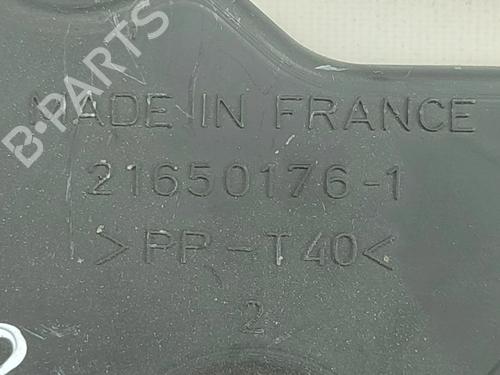 B-PARTS
MADE IN FRANCE
21650176-1
>PP-T40<
2